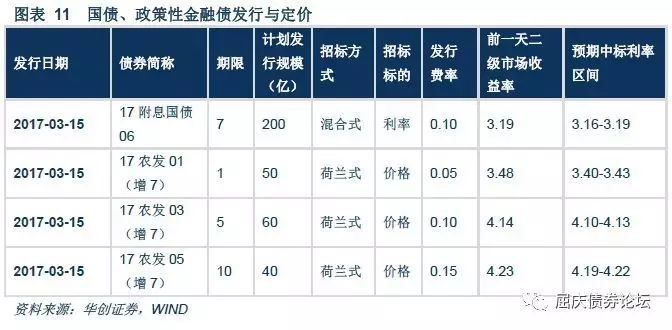 图表 11 国债、政策性金融债发行与定价
发行日期 债券简称 期限 计划发行规模（亿） 招标方式 招标标的 发行费率 前一天二级市场收益率 预期中标利率区间
2017-03-15 17 附息国债 06 7 200 混合式 利率 0.10 3.19 3.16-3.19
2017-03-15 17 农发 01（增 7） 1 50 荷兰式 价格 0.05 3.48 3.40-3.43
2017-03-15 17 农发 03（增 7） 5 60 荷兰式 价格 0.10 4.14 4.10-4.13
2017-03-15 17 农发 05（增 7） 10 40 荷兰式 价格 0.15 4.23 4.19-4.22
资料来源：华创证券，WIND
屈庆债券论坛